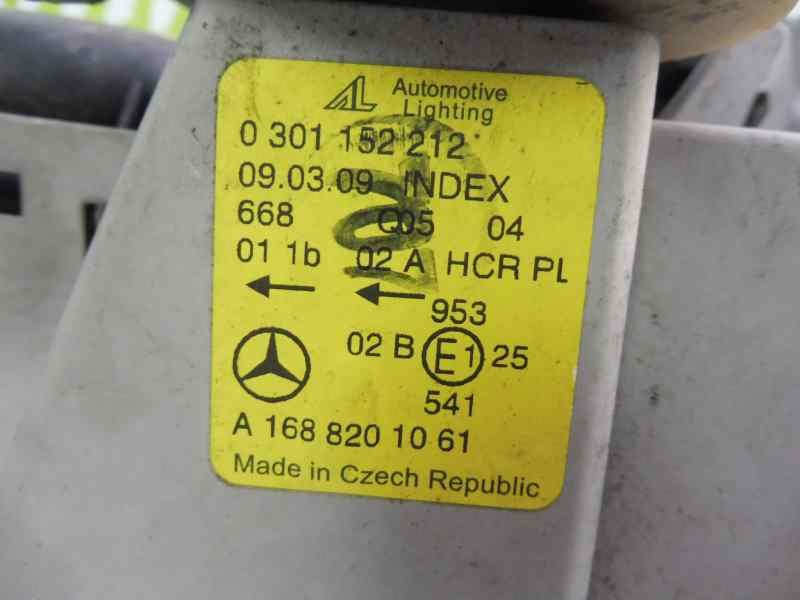 AL Automotive
Lighting
0 301 152 212
09.03.09 INDEX
668 Q05 04
01 1b 02 A HCR PL
953
02 B E1 25
541
A 168 820 10 61
Made in Czech Republic